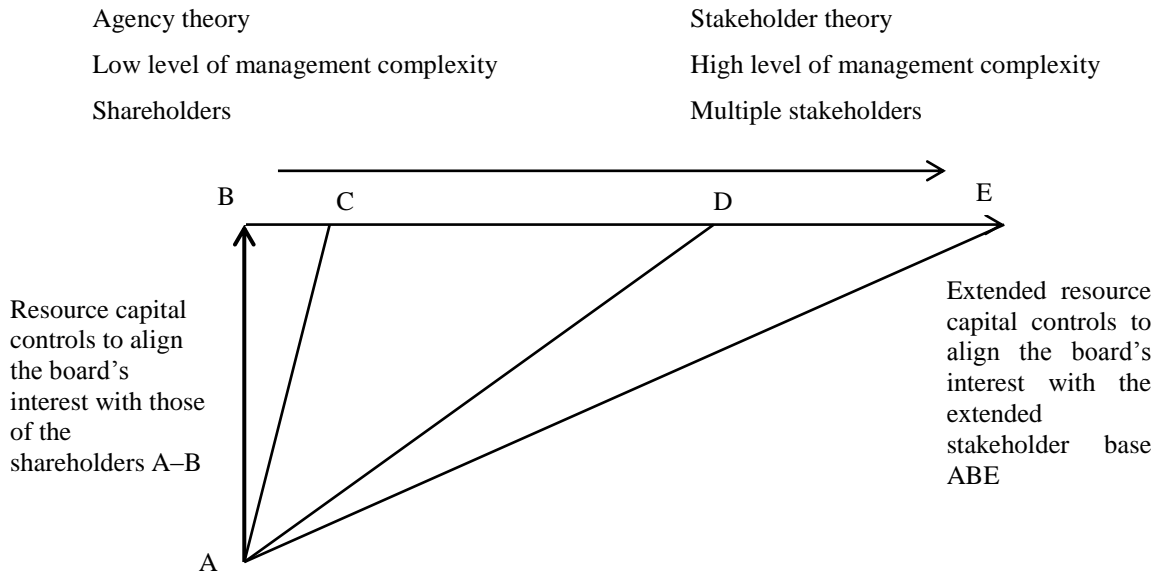 Agency theory
Stakeholder theory
Low level of management complexity
High level of management complexity
Shareholders
Multiple stakeholders
B
C
D
E
Resource capital
controls to align
the board’s
interest with those
of the
shareholders A–B
Extended resource
capital controls to
align the board’s
interest with the
extended
stakeholder base
ABE
A